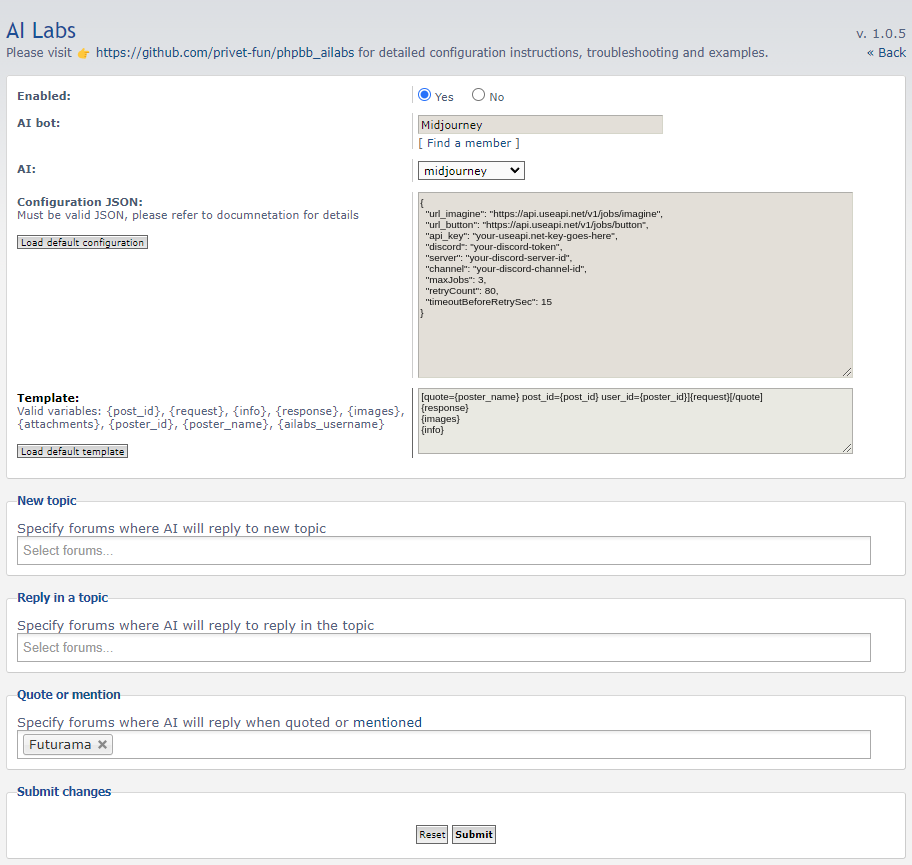 AI Labs
v. 1.0.5
Please visit 👉 https://github.com/privet-fun/phpbb_ailabs for detailed configuration instructions, troubleshooting and examples.
« Back
Enabled:
Yes No
AI bot:
Midjourney
[ Find a member ]
AI:
midjourney
Configuration JSON:
Must be valid JSON, please refer to documnetation for details
Load default configuration
{
"url_imagine": "https://api.useapi.net/v1/jobs/imagine",
"url_button": "https://api.useapi.net/v1/jobs/button",
"api_key": "your-useapi.net-key-goes-here",
"discord": "your-discord-token",
"server": "your-discord-server-id",
"channel": "your-discord-channel-id",
"maxJobs": 3,
"retryCount": 80,
"timeoutBeforeRetrySec": 15
}
Template:
Valid variables: {post_id}, {request}, {info}, {response}, {images},
{attachments}, {poster_id}, {poster_name}, {ailabs_username}
Load default template
[quote={poster_name} post_id={post_id} user_id={poster_id}]{request}[/quote]
{response}
{images}
{info}
New topic
Specify forums where AI will reply to new topic
Select forums...
Reply in a topic
Specify forums where AI will reply to reply in the topic
Select forums...
Quote or mention
Specify forums where AI will reply when quoted or mentioned
Futurama ×
Submit changes
Reset Submit